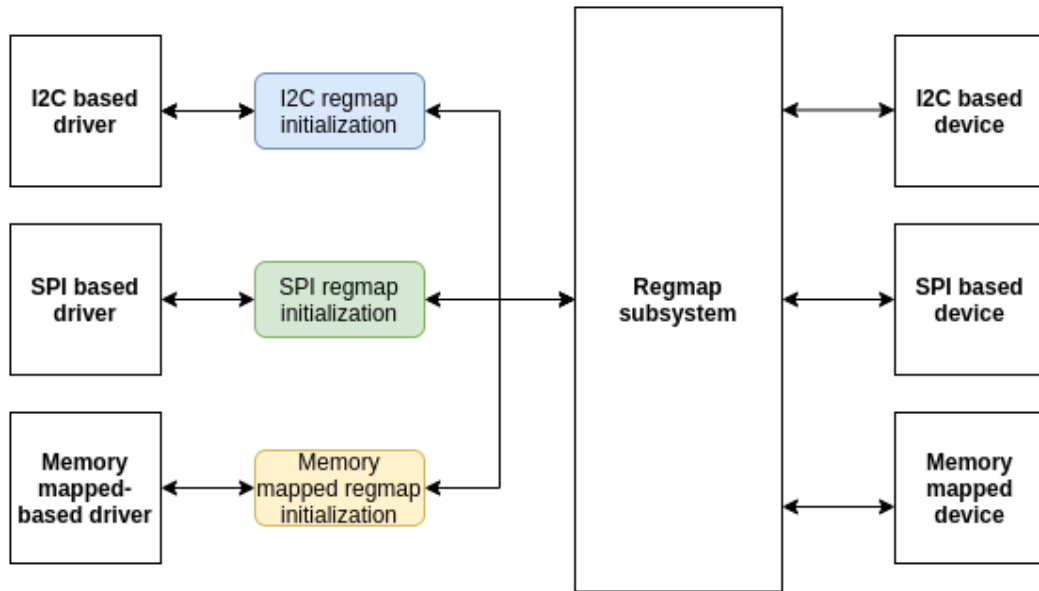 I2C based
driver
I2C regmap
initialization
I2C based
device
SPI based
driver
SPI regmap
initialization
Regmap
subsystem
SPI based
device
Memory
mapped-
based driver
Memory
mapped regmap
initialization
Memory
mapped
device